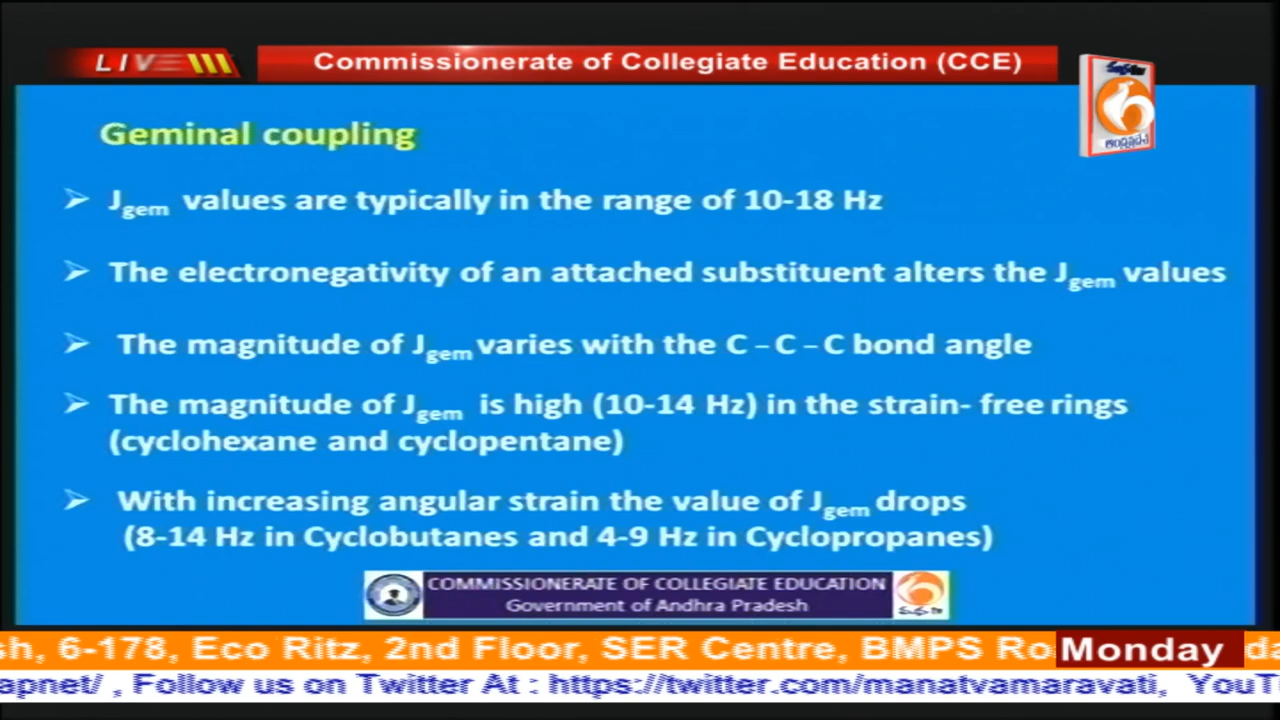 LIVE
Commissionerate of Collegiate Education (CCE)
Geminal coupling
➢ Jgem values are typically in the range of 10-18 Hz
➢ The electronegativity of an attached substituent alters the Jgem values
➢ The magnitude of Jgem varies with the C – C – C bond angle
➢ The magnitude of Jgem is high (10-14 Hz) in the strain- free rings
(cyclohexane and cyclopentane)
➢ With increasing angular strain the value of Jgem drops
(8-14 Hz in Cyclobutanes and 4-9 Hz in Cyclopropanes)
COMMISSIONERATE OF COLLEGIATE EDUCATION
Government of Andhra Pradesh
sh, 6-178, Eco Ritz, 2nd Floor, SER Centre, BMPS Ro
Monday
da
apnet/ , Follow us on Twitter At : https://twitter.com/manatvamaravati, YouTu